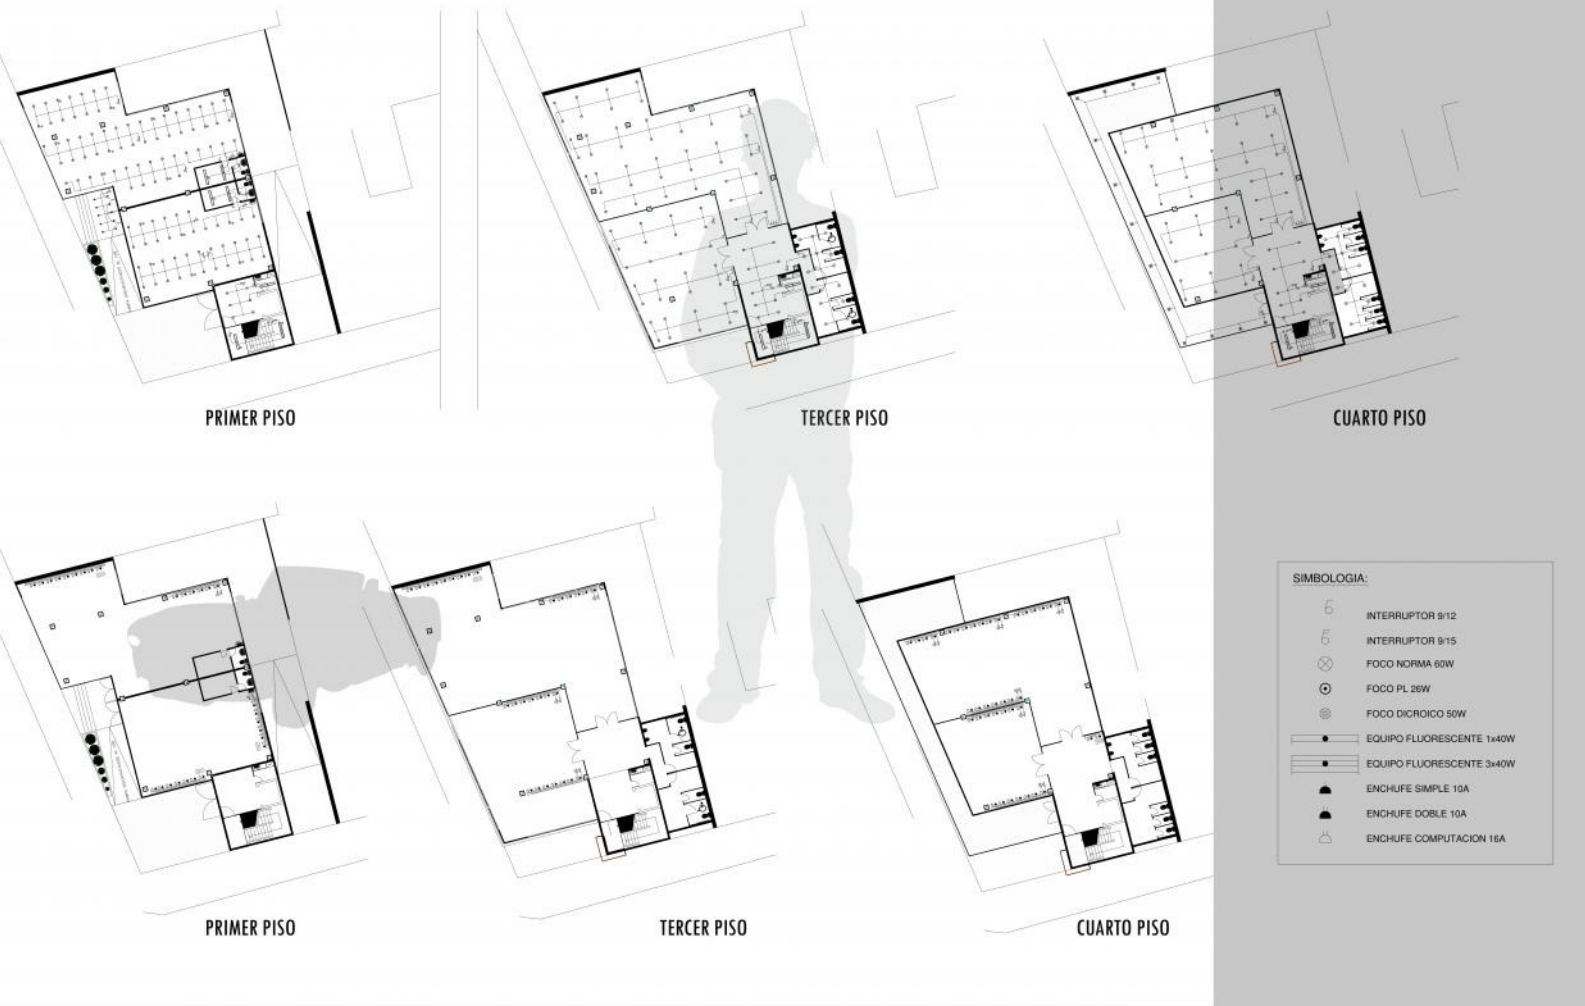 PRIMER PISO
TERCER PISO
CUARTO PISO
PRIMER PISO
TERCER PISO
CUARTO PISO
SIMBOLOGIA:
INTERRUPTOR 9/12
INTERRUPTOR 9/15
FOCO NORMA 60W
FOCO PL 26W
FOCO DICROICO 50W
EQUIPO FLUORESCENTE 1x40W
EQUIPO FLUORESCENTE 3x40W
ENCHUFE SIMPLE 10A
ENCHUFE DOBLE 10A
ENCHUFE COMPUTACION 16A